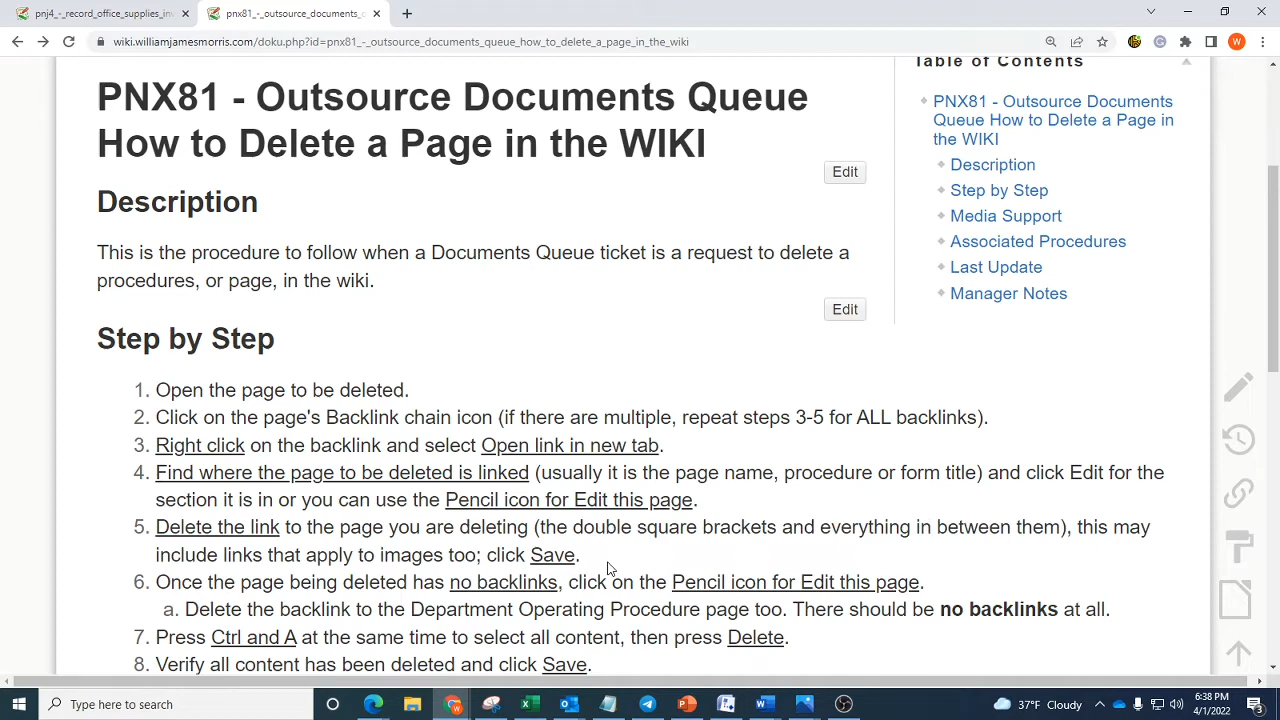 pnj4_-_record_office_supplies_in
pnx81_-_outsource_documents_c
wiki.williamjamesmorris.com/doku.php?id=pnx81_-_outsource_documents_queue_how_to_delete_a_page_in_the_wiki
W
Table of Contents
PNX81 - Outsource Documents Queue How to Delete a Page in the WIKI
PNX81 - Outsource Documents
Queue How to Delete a Page in
the WIKI
Description
Step by Step
Media Support
Associated Procedures
Last Update
Manager Notes
Edit
Description
This is the procedure to follow when a Documents Queue ticket is a request to delete a
procedures, or page, in the wiki.
Edit
Step by Step
1. Open the page to be deleted.
2. Click on the page's Backlink chain icon (if there are multiple, repeat steps 3-5 for ALL backlinks).
3. Right click on the backlink and select Open link in new tab.
4. Find where the page to be deleted is linked (usually it is the page name, procedure or form title) and click Edit for the
section it is in or you can use the Pencil icon for Edit this page.
5. Delete the link to the page you are deleting (the double square brackets and everything in between them), this may
include links that apply to images too; click Save.
6. Once the page being deleted has no backlinks, click on the Pencil icon for Edit this page.
a. Delete the backlink to the Department Operating Procedure page too. There should be no backlinks at all.
7. Press Ctrl and A at the same time to select all content, then press Delete.
8. Verify all content has been deleted and click Save.
Type here to search
37°F Cloudy
6:38 PM
4/1/2022
3